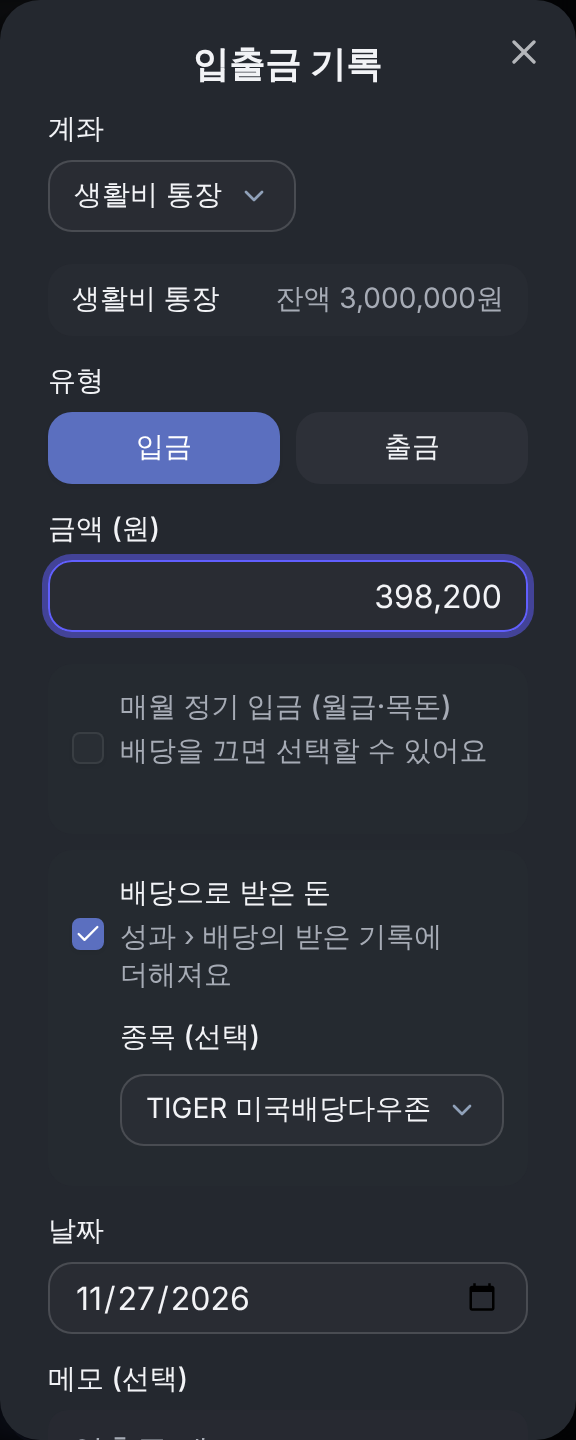 입출금 기록
계좌
생활비 통장
생활비 통장 잔액 3,000,000원
유형
입금 출금
금액 (원)
398,200
매월 정기 입금 (월급·목돈)
배당을 끄면 선택할 수 있어요
배당으로 받은 돈
성과 › 배당의 받은 기록에
더해져요
종목 (선택)
TIGER 미국배당다우존
날짜
11/27/2026
메모 (선택)